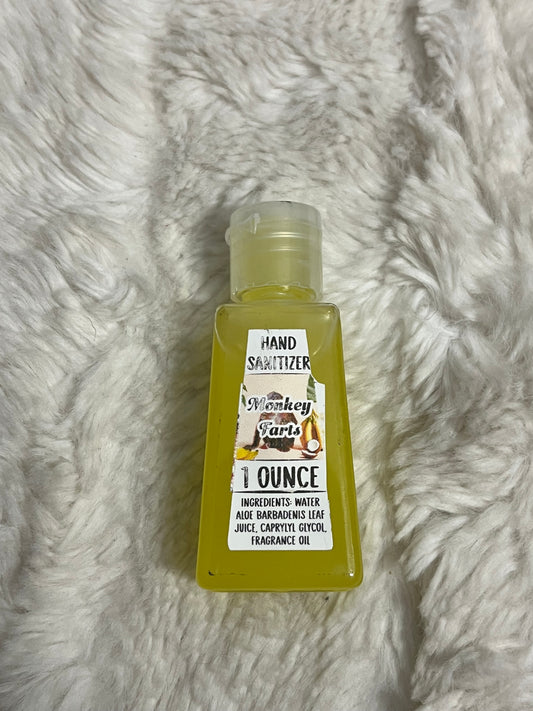 HAND
SANITIZER
Monkey
Farts
1 OUNCE
INGREDIENTS: WATER
ALOE BARBADENIS LEAF
JUICE, CAPRYLYL GLYCOL,
FRAGRANCE OIL